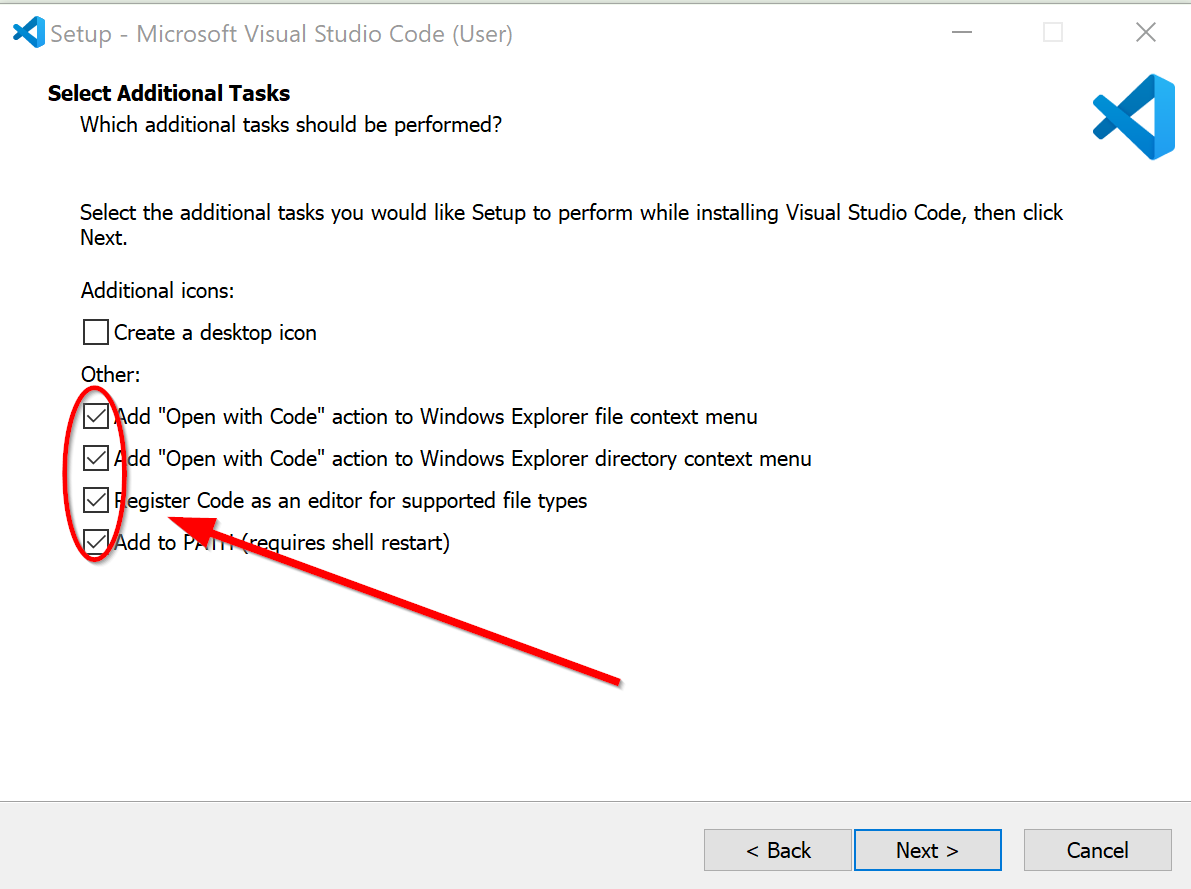 Setup - Microsoft Visual Studio Code (User)
Select Additional Tasks
Which additional tasks should be performed?
Select the additional tasks you would like Setup to perform while installing Visual Studio Code, then click
Next.
Additional icons:
Create a desktop icon
Other:
Add "Open with Code" action to Windows Explorer file context menu
Add "Open with Code" action to Windows Explorer directory context menu
Register Code as an editor for supported file types
Add to PATH (requires shell restart)
< Back
Next >
Cancel